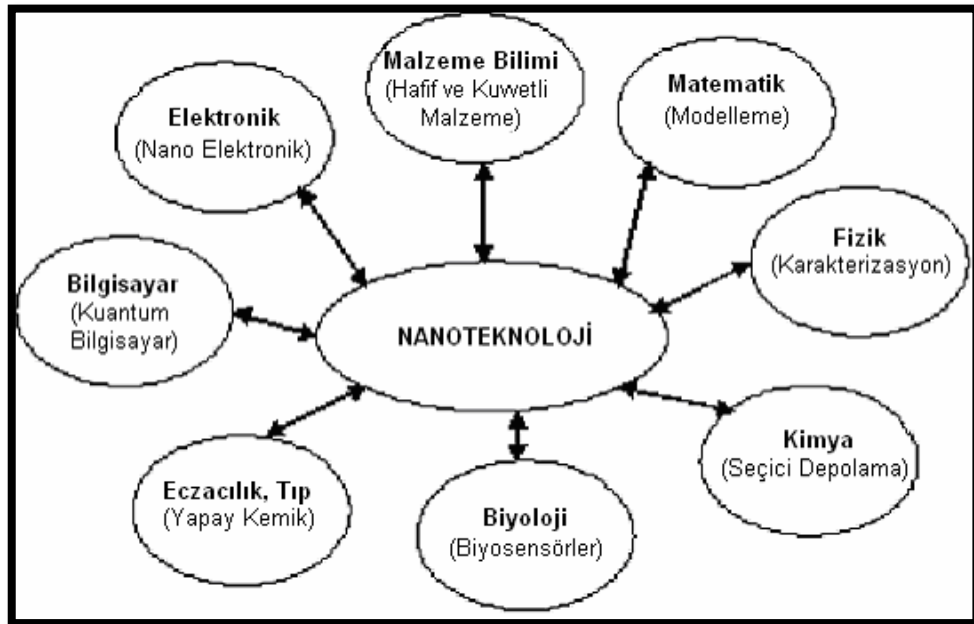 Malzeme Bilimi
(Hafif ve Kuvvetli
Malzeme)
Matematik
(Modelleme)
Elektronik
(Nano Elektronik)
Fizik
(Karakterizasyon)
Bilgisayar
(Kuantum
Bilgisayar)
NANOTEKNOLOJİ
Kimya
(Seçici Depolama)
Eczacılık, Tıp
(Yapay Kemik)
Biyoloji
(Biyosensörler)